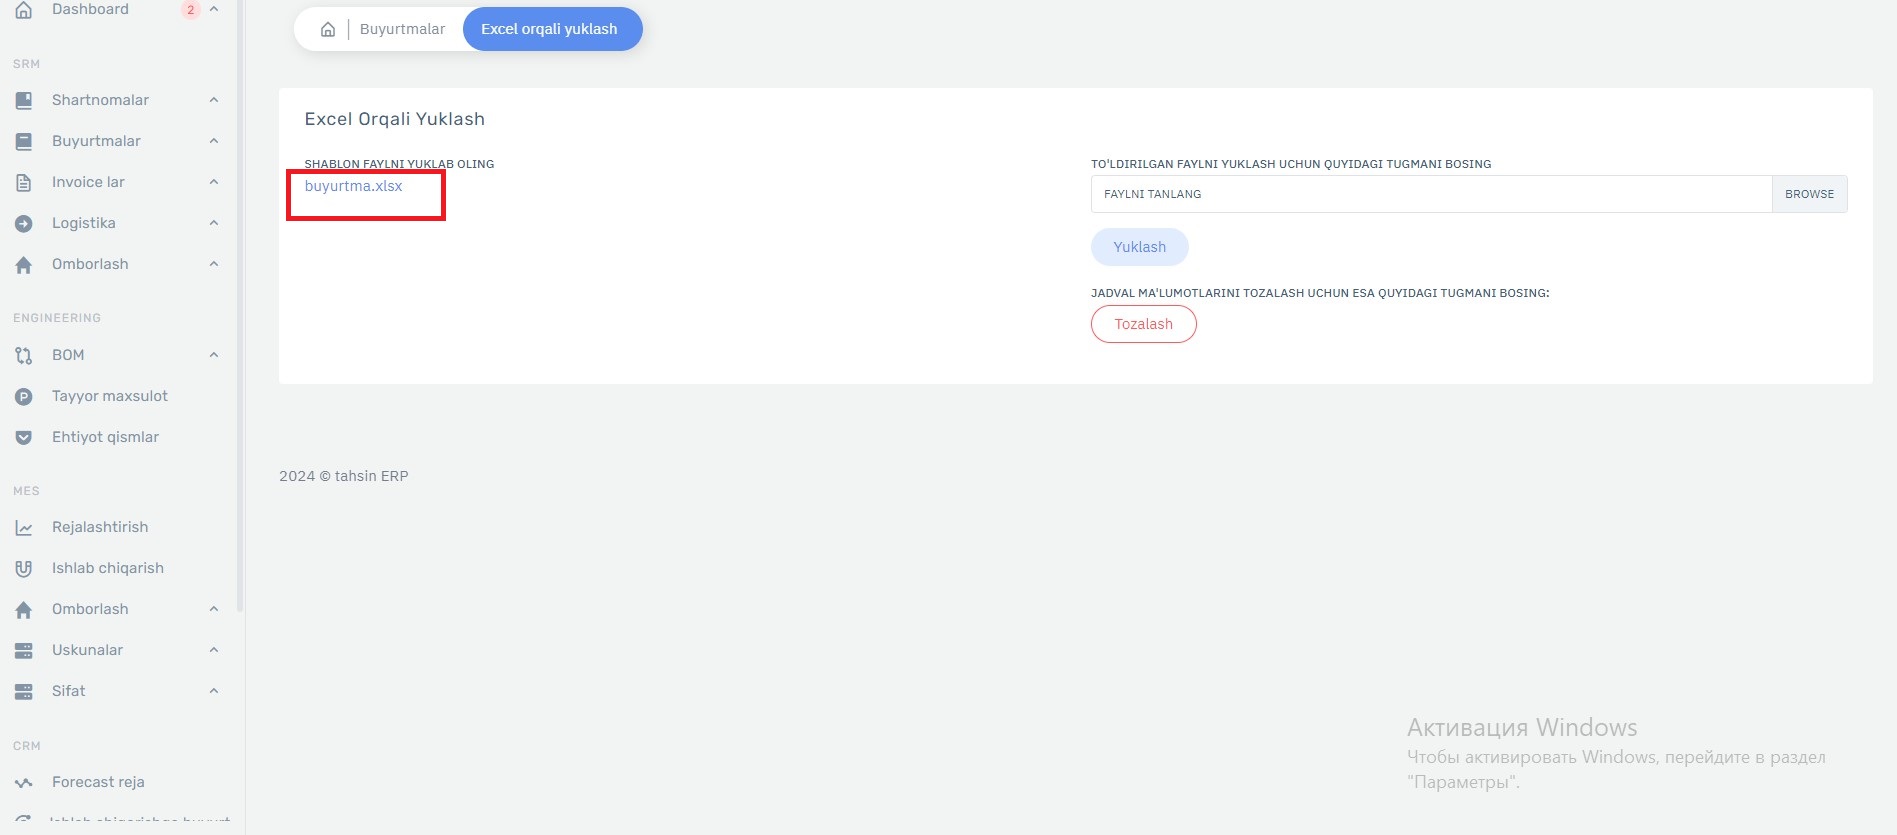 Dashboard 2
SRM
Shartnomalar
Buyurtmalar
Invoice lar
Logistika
Omborlash
ENGINEERING
BOM
Tayyor maxsulot
Ehtiyot qismlar
MES
Rejalashtirish
Ishlab chiqarish
Omborlash
Uskunalar
Sifat
CRM
Forecast reja
Buyurtmalar Excel orqali yuklash
Excel Orqali Yuklash
SHABLON FAYLNI YUKLAB OLING
buyurtma.xlsx
TO'LDIRILGAN FAYLNI YUKLASH UCHUN QUYIDAGI TUGMANI BOSING
FAYLNI TANLANG BROWSE
Yuklash
JADVAL MA'LUMOTLARINI TOZALASH UCHUN ESA QUYIDAGI TUGMANI BOSING:
Tozalash
2024 © tahsin ERP
Активация Windows
Чтобы активировать Windows, перейдите в раздел
"Параметры".